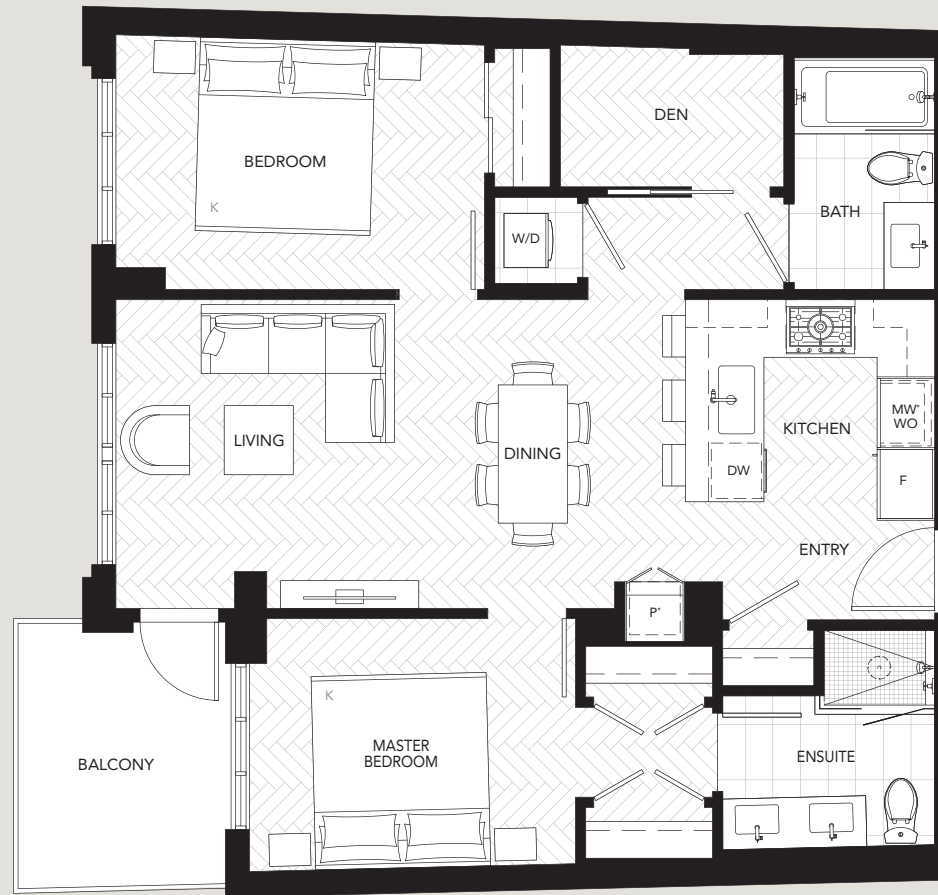 DEN
BEDROOM
K
BATH
W/D
MW*
WO
KITCHEN
LIVING
DINING
DW
F
ENTRY
P*
K
MASTER
BEDROOM
ENSUITE
BALCONY